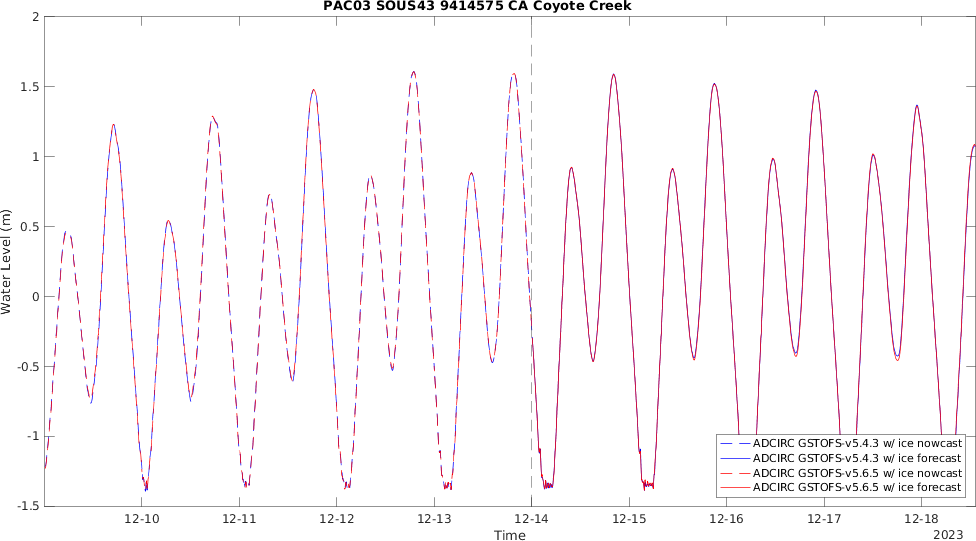 PAC03 SOUS43 9414575 CA Coyote Creek
2
1.5
1
0.5
0
-0.5
-1
-1.5
Water Level (m)
ADCIRC GSTOFS-v5.4.3 w/ ice nowcast
ADCIRC GSTOFS-v5.4.3 w/ ice forecast
ADCIRC GSTOFS-v5.6.5 w/ ice nowcast
ADCIRC GSTOFS-v5.6.5 w/ ice forecast
12-10 12-11 12-12 12-13 12-14 12-15 12-16 12-17 12-18
Time
2023